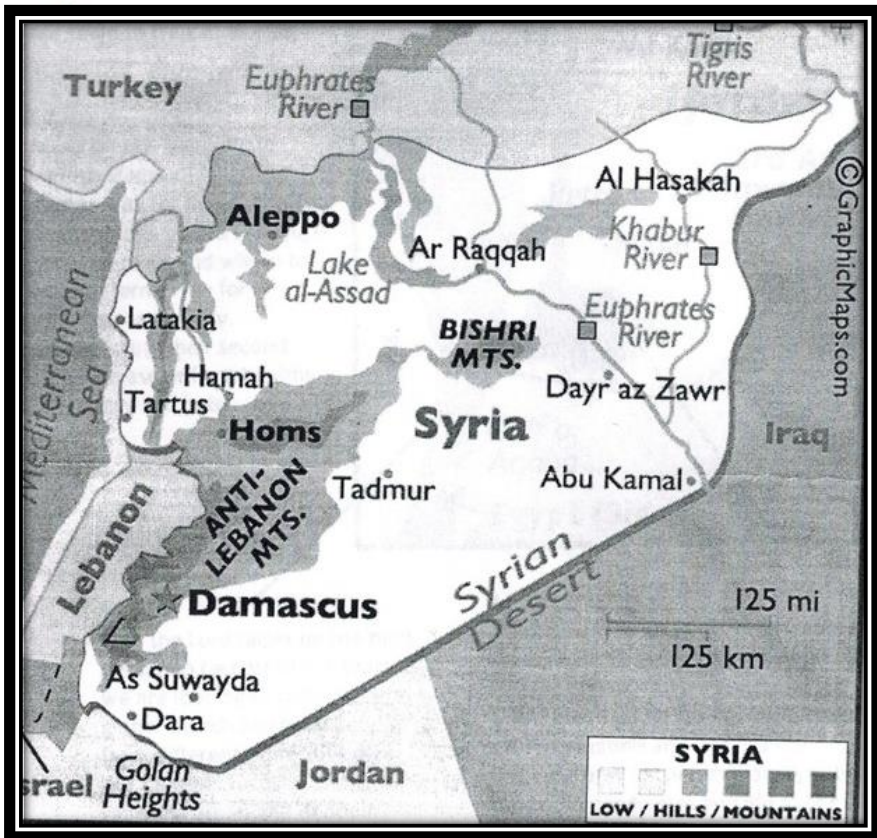 Tigris
River
Turkey
Euphrates
River
© GraphicMaps.com
Al Hasakah
Aleppo
Ar Raqqah
Khabur
River
Lake
al-Assad
Euphrates
River
Latakia
BISHRI
MTS.
Mediterranean
Sea
Hamah
Dayr az Zawr
Tartus
Homs
Syria
Iraq
Tadmur
Abu Kamal
ANTI-
LEBANON
MTS.
Lebanon
Syrian
Desert
Damascus
125 mi
125 km
As Suwayda
Dara
srael
Golan
Heights
Jordan
SYRIA
LOW / HILLS / MOUNTAINS